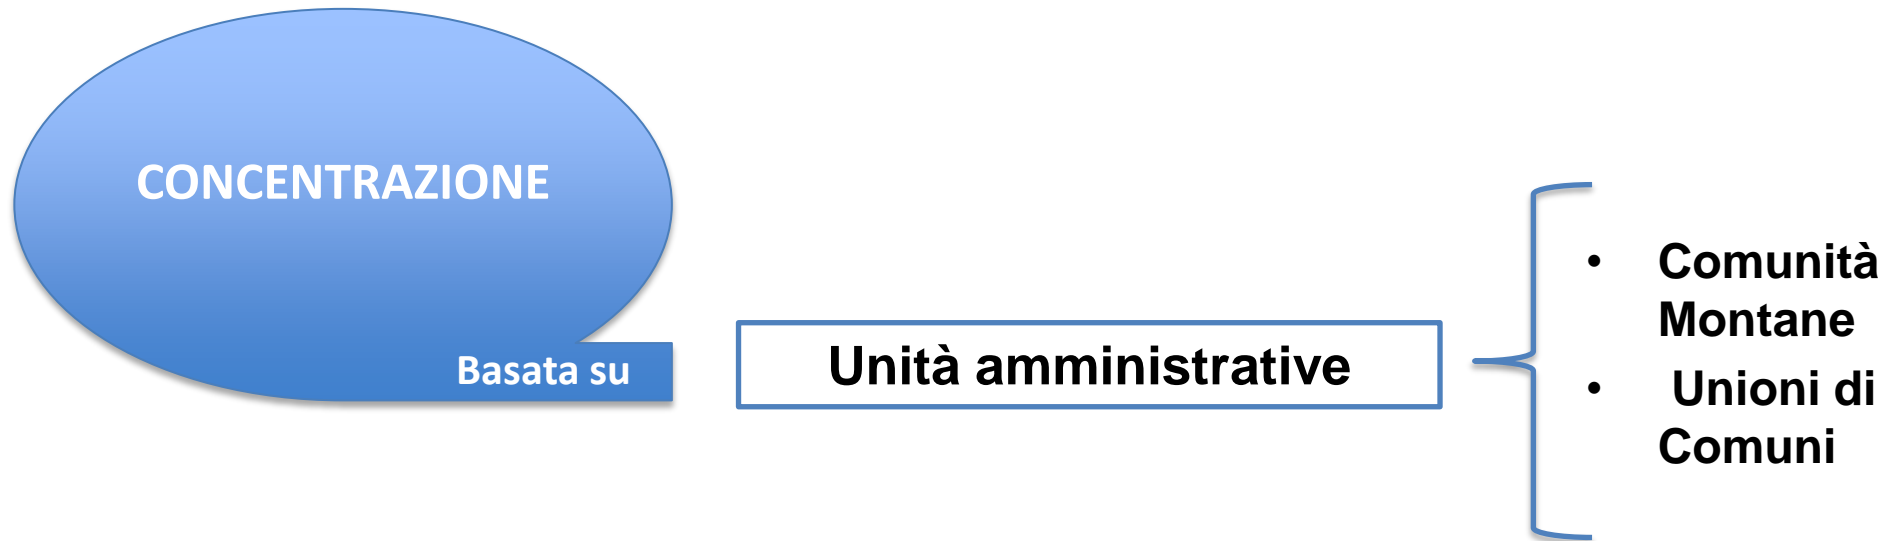 CONCENTRAZIONE
Basata su
Unità amministrative
• Comunità
Montane
• Unioni di
Comuni